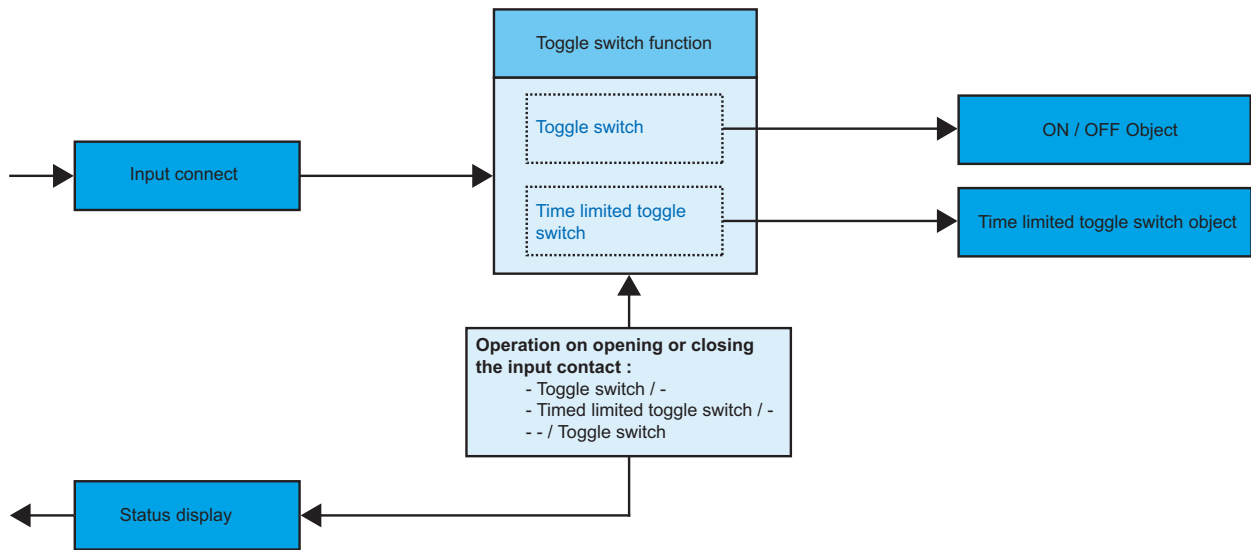 Toggle switch function
Toggle switch
ON / OFF Object
Input connect
Time limited toggle
switch
Time limited toggle switch object
Operation on opening or closing
the input contact :
- Toggle switch / -
- Timed limited toggle switch / -
- - / Toggle switch
Status display